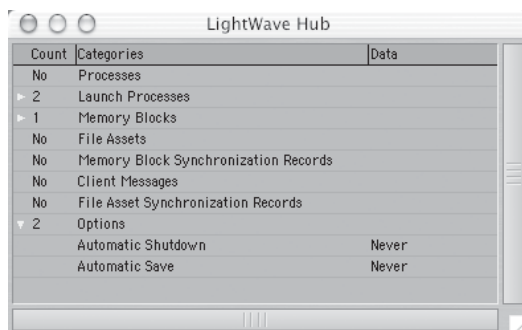 LightWave Hub
Count Categories Data
No Processes
2 Launch Processes
1 Memory Blocks
No File Assets
No Memory Block Synchronization Records
No Client Messages
No File Asset Synchronization Records
2 Options
Automatic Shutdown Never
Automatic Save Never